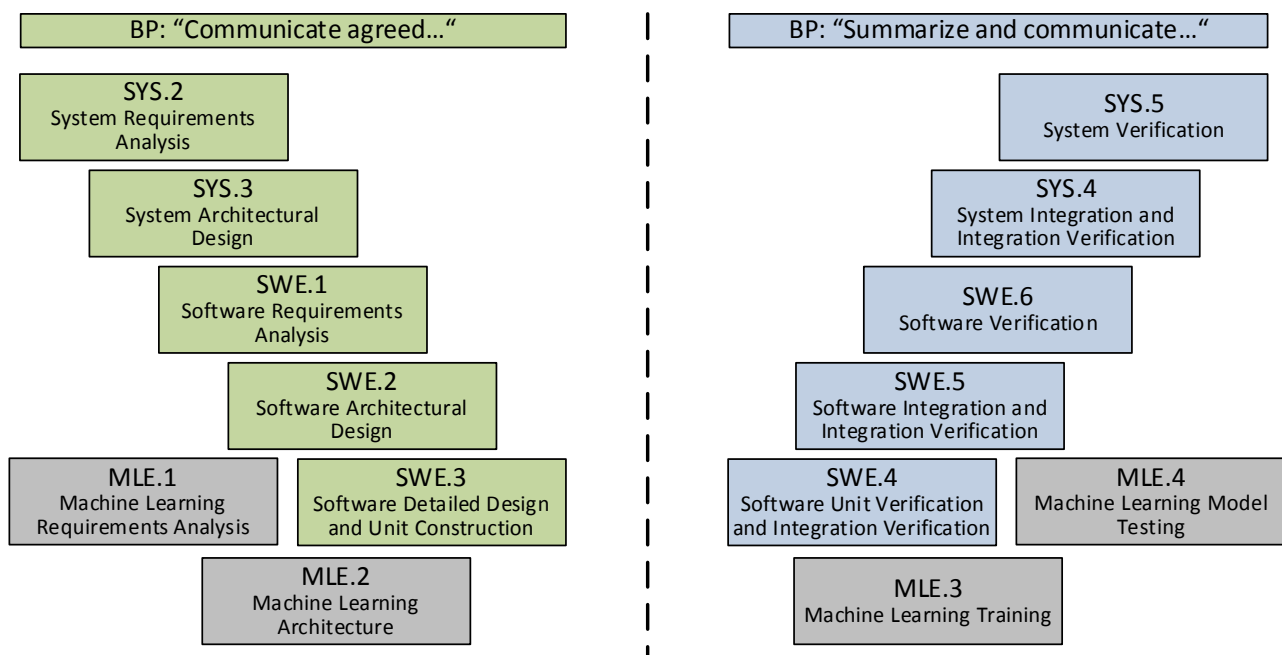 BP: “Communicate agreed...“
SYS.2
System Requirements
Analysis
SYS.3
System Architectural
Design
SWE.1
Software Requirements
Analysis
SWE.2
Software Architectural
Design
MLE.1
Machine Learning
Requirements Analysis
SWE.3
Software Detailed Design
and Unit Construction
MLE.2
Machine Learning
Architecture
BP: “Summarize and communicate...“
SYS.5
System Verification
SYS.4
System Integration and
Integration Verification
SWE.6
Software Verification
SWE.5
Software Integration and
Integration Verification
SWE.4
Software Unit Verification
and Integration Verification
MLE.4
Machine Learning Model
Testing
MLE.3
Machine Learning Training